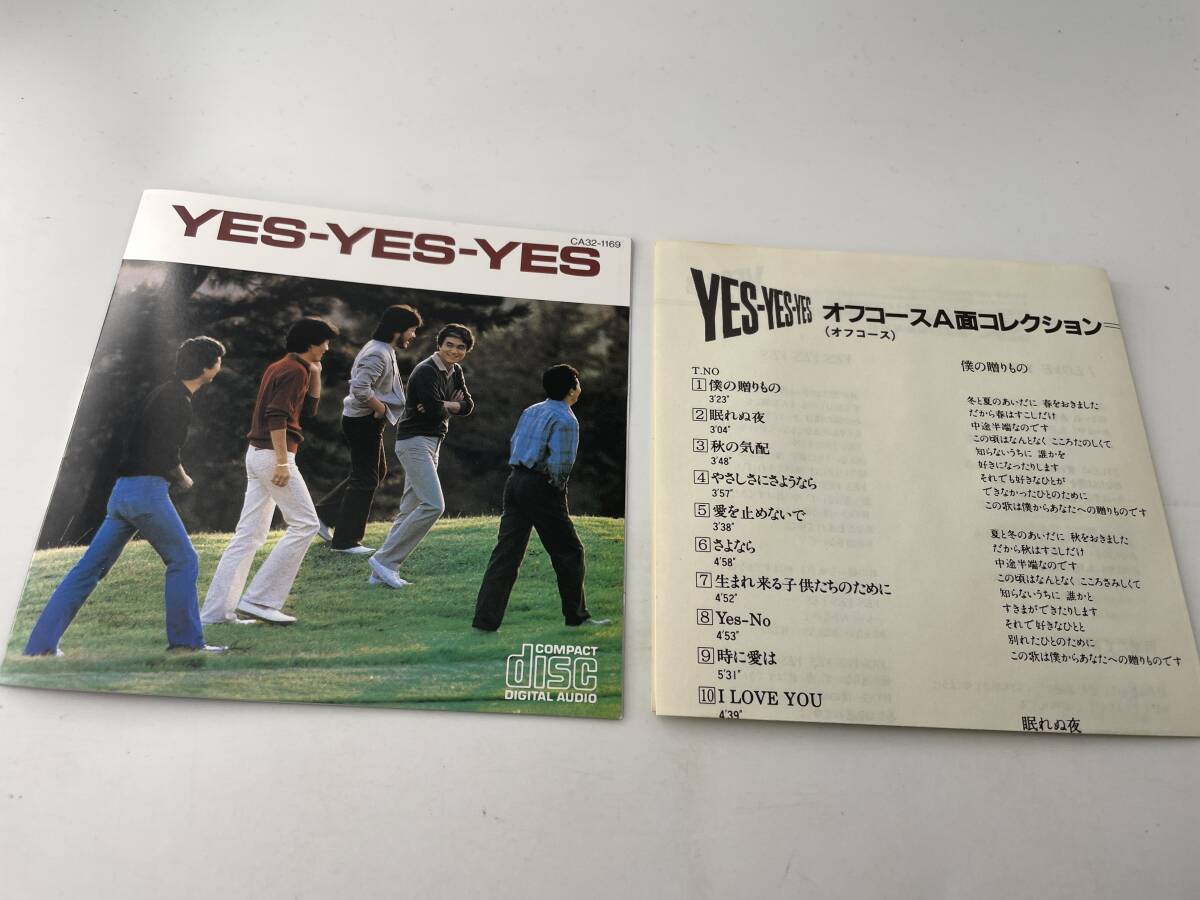 YES-YES-YES
CA32-1169
COMPACT
disc
DIGITAL AUDIO
YES-YES-YES オフコースA面コレクション
(オフコース)
T.NO
1 僕の贈りもの
3'23"
2 眠れぬ夜
3'04"
3 秋の気配
3'48"
4 やさしさにさようなら
3'57"
5 愛を止めないで
3'38"
6 さよなら
4'58"
7 生まれ来る子供たちのために
4'52"
8 Yes-No
4'53"
9 時に愛は
5'31"
10 I LOVE YOU
4'39"
僕の贈りもの
冬と夏のあいだに 春をおきました
だから春はすこしだけ
中途半端なのです
この頃はなんとなく こころたのしくて
知らないうちに 誰かを
好きになったりします
それでも好きなひとが
できなかったひとのために
この歌は僕からあなたへの贈りものです
夏と冬のあいだに 秋をおきました
だから秋はすこしだけ
中途半端なのです
この頃はなんとなく こころさみしくて
知らないうちに 誰かと
すきまができたりします
それで好きなひとと
別れたひとのために
この歌は僕からあなたへの贈りものです
眠れぬ夜